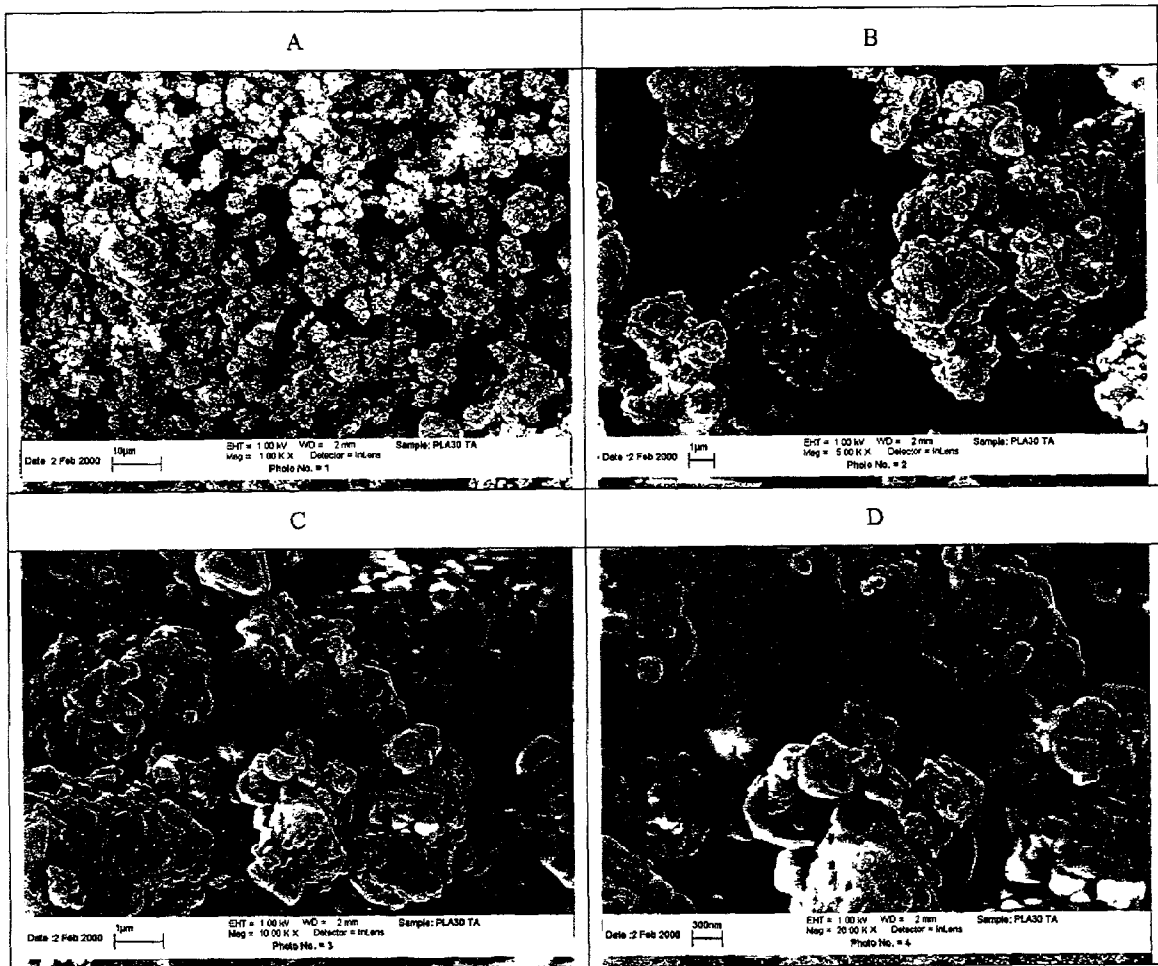 A
B
10µm
EHT = 1.00 kV WD = 2 mm Sample: PLA30 TA
Date :2 Feb 2000 Mag = 1.00 K X Detector = InLens
Photo No. = 1
1µm
EHT = 1.00 kV WD = 2 mm Sample: PLA30 TA
Date :2 Feb 2000 Mag = 5.00 K X Detector = InLens
Photo No. = 2
C
D
1µm
EHT = 1.00 kV WD = 2 mm Sample: PLA30 TA
Date :2 Feb 2000 Mag = 10.00 K X Detector = InLens
Photo No. = 3
300nm
EHT = 1.00 kV WD = 2 mm Sample: PLA30 TA
Date :2 Feb 2000 Mag = 20.00 K X Detector = InLens
Photo No. = 4